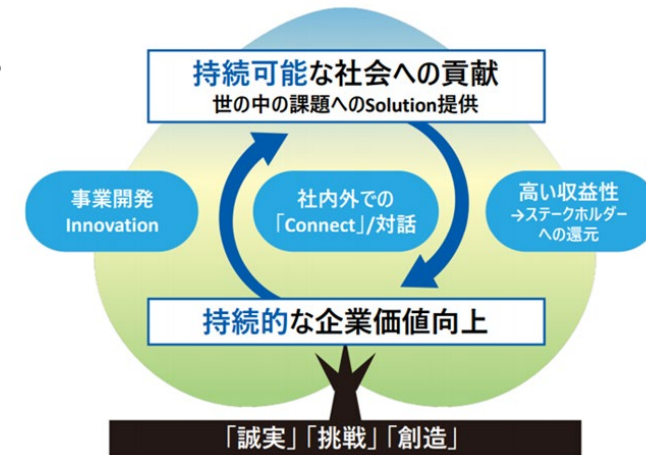 持続可能な社会への貢献
世の中の課題へのSolution提供
事業開発
Innovation
社内外での
「Connect」/対話
高い収益性
→ステークホルダー
への還元
持続的な企業価値向上
「誠実」「挑戦」「創造」